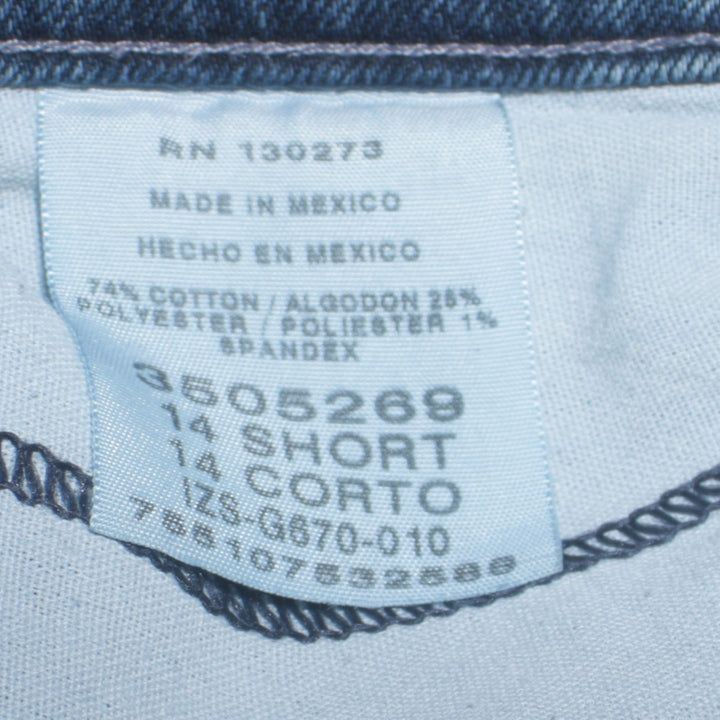 RN 130273
MADE IN MEXICO
HECHO EN MEXICO
74% COTTON / ALGODON 25%
POLYESTER / POLIESTER 1%
SPANDEX
3505269
14 SHORT
14 CORTO
IZS-G670-010